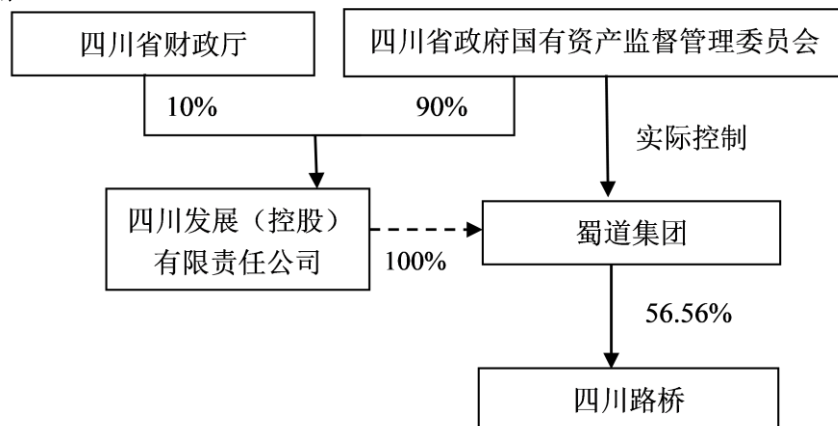 四川省财政厅
四川省政府国有资产监督管理委员会
10%
90%
实际控制
四川发展（控股）
有限责任公司
100%
蜀道集团
56.56%
四川路桥